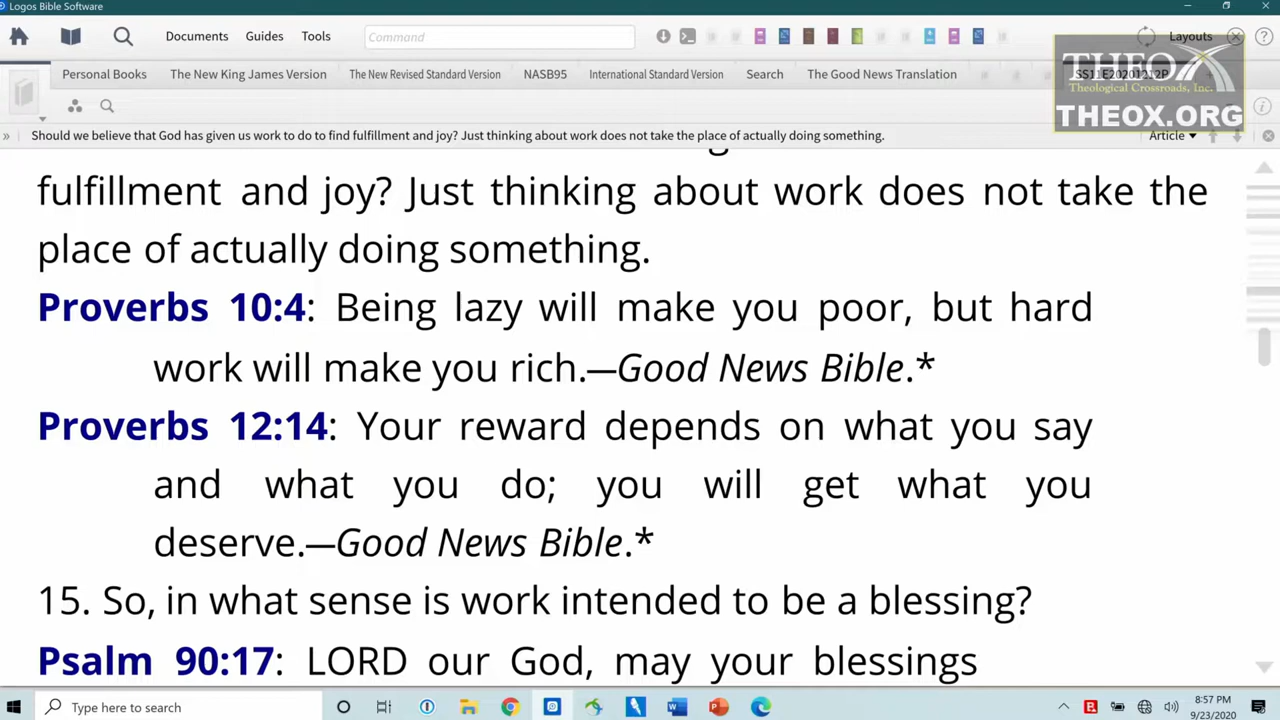 Logos Bible Software
Documents Guides Tools Command Layouts
Personal Books The New King James Version The New Revised Standard Version NASB95 International Standard Version Search The Good News Translation SS11E20201212P
THEOX
Theological Crossroads, Inc.
THEOX.ORG
» Should we believe that God has given us work to do to find fulfillment and joy? Just thinking about work does not take the place of actually doing something. Article
fulfillment and joy? Just thinking about work does not take the
place of actually doing something.
Proverbs 10:4: Being lazy will make you poor, but hard
work will make you rich.—Good News Bible.*
Proverbs 12:14: Your reward depends on what you say
and what you do; you will get what you
deserve.—Good News Bible.*
15. So, in what sense is work intended to be a blessing?
Psalm 90:17: LORD our God, may your blessings
Type here to search
8:57 PM
9/23/2020